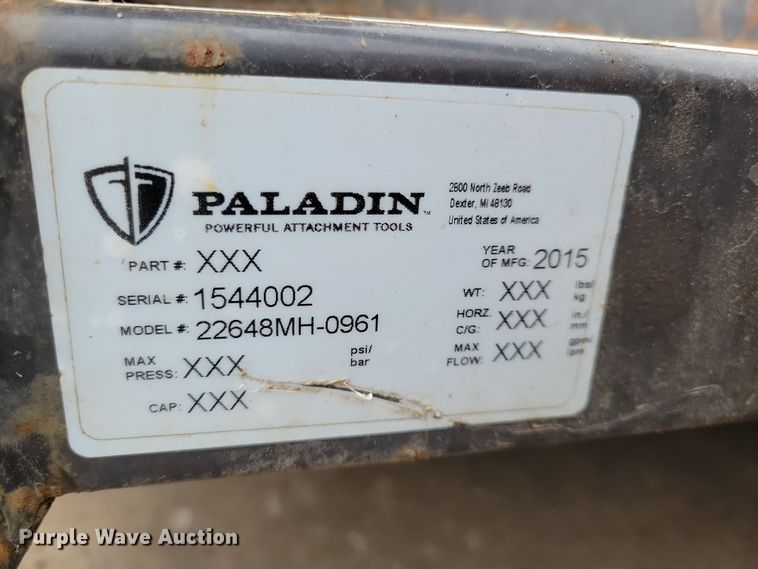 PALADIN™
POWERFUL ATTACHMENT TOOLS
2800 North Zeeb Road
Dexter, MI 48130
United States of America
PART #: XXX
YEAR OF MFG: 2015
SERIAL #: 1544002
WT: XXX lbs/ kg
MODEL #: 22648MH-0961
HORZ. C/G: XXX in./ mm
MAX PRESS: XXX psi/ bar
MAX FLOW: XXX gpm/ lpm
CAP: XXX
Purple Wave Auction